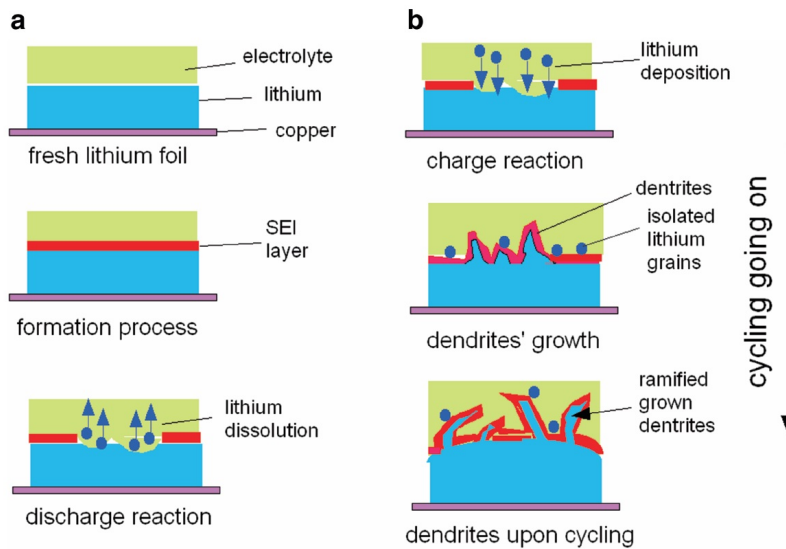 a
electrolyte
lithium
copper
fresh lithium foil
SEI
layer
formation process
lithium
dissolution
discharge reaction
b
lithium
deposition
charge reaction
dentrites
isolated
lithium
grains
dendrites' growth
ramified
grown
dentrites
dendrites upon cycling
cycling going on